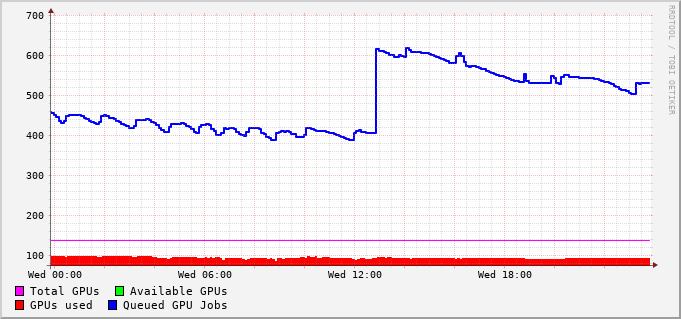 700
600
500
400
300
200
100
Wed 00:00 Wed 06:00 Wed 12:00 Wed 18:00
RRDTOOL / TOBI OETIKER
Total GPUs Available GPUs
GPUs used Queued GPU Jobs